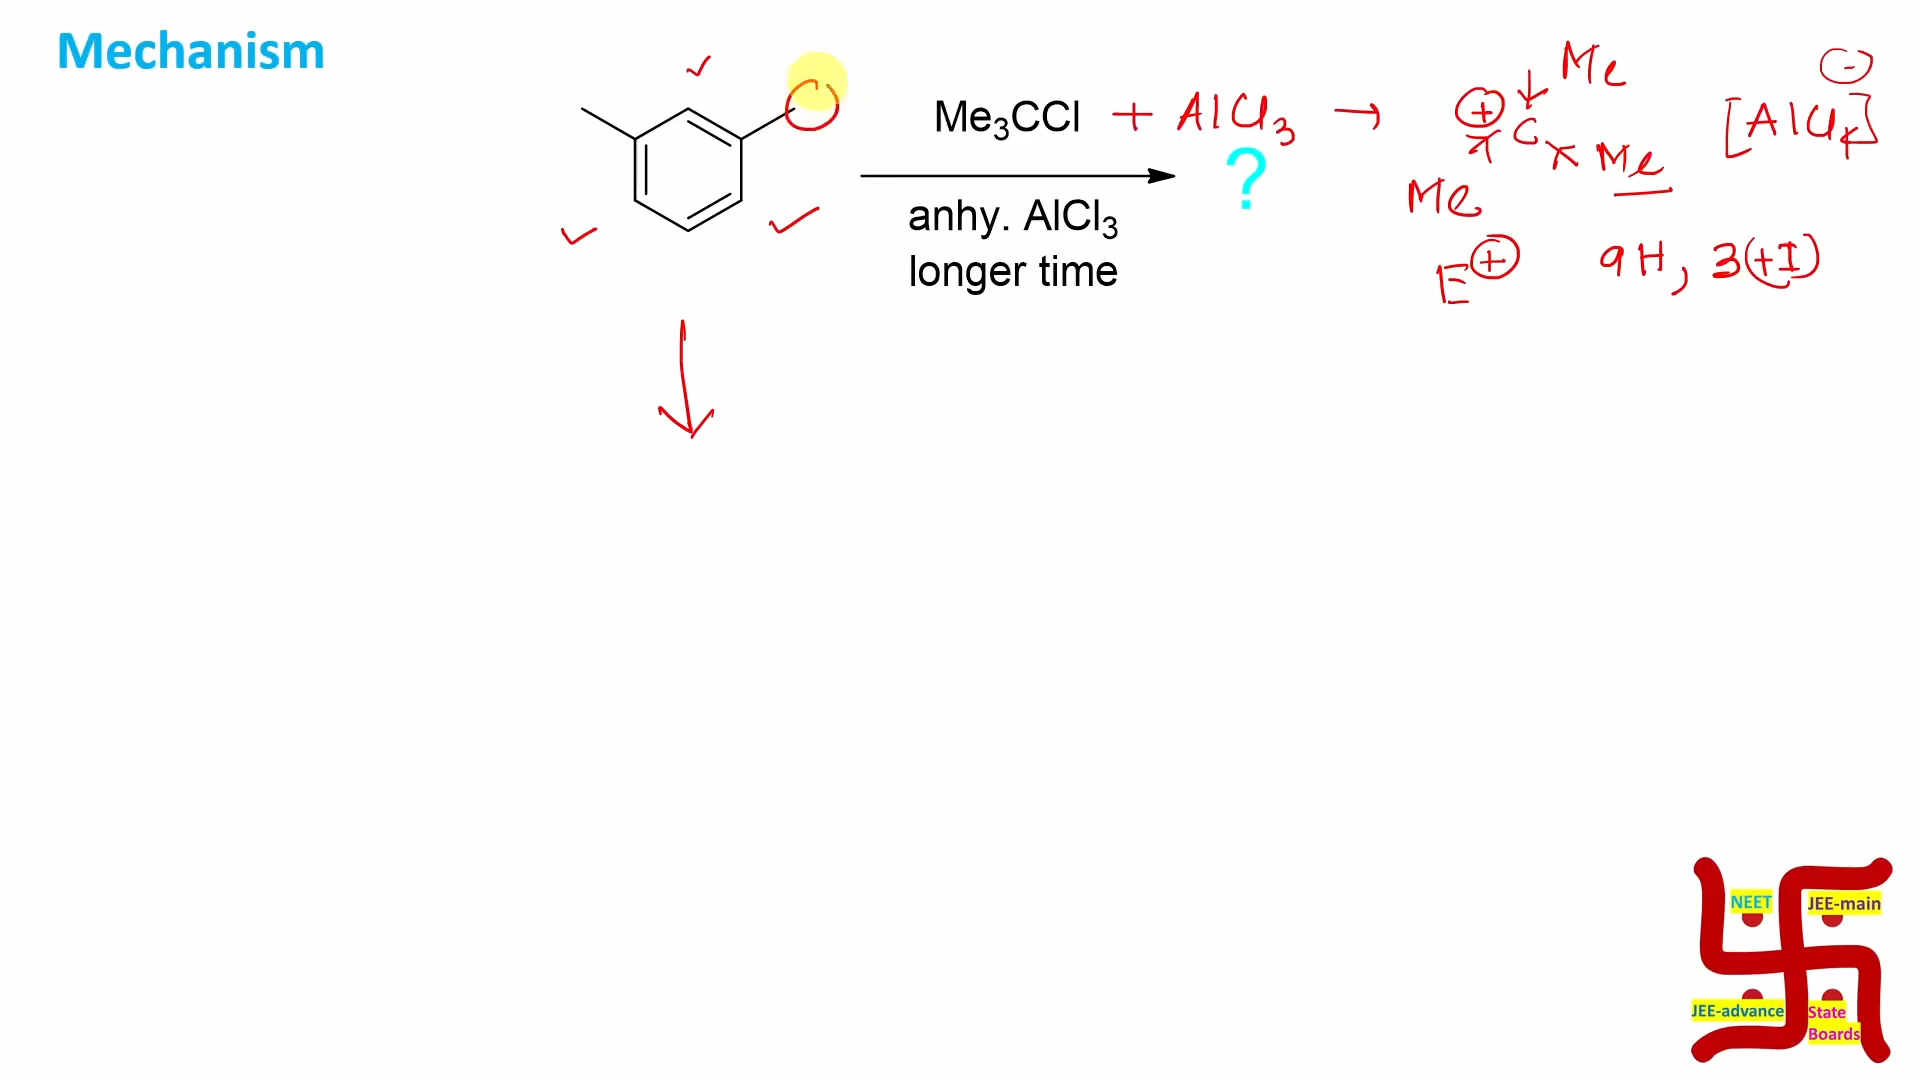 Mechanism
Me₃CCl + AlCl₃ → ⊕ C Me Me Me [AlCl₄]⊖
?
anhy. AlCl₃
longer time
E⊕ 9H, 3(+I)
NEET
JEE-main
JEE-advance
State
Boards